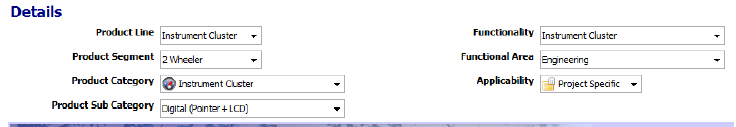 Details
Product Line Instrument Cluster Functionality Instrument Cluster
Product Segment 2 Wheeler Functional Area Engineering
Product Category Instrument Cluster Applicability Project Specific
Product Sub Category Digital (Pointer + LCD)